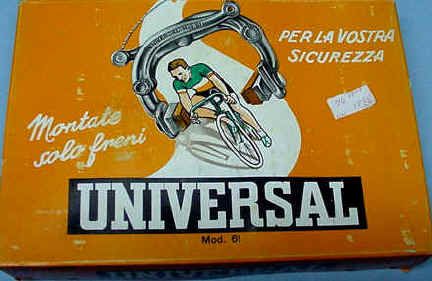 PER LA VOSTRA
SICUREZZA
Montate
solo freni
UNIVERSAL
Mod. 61